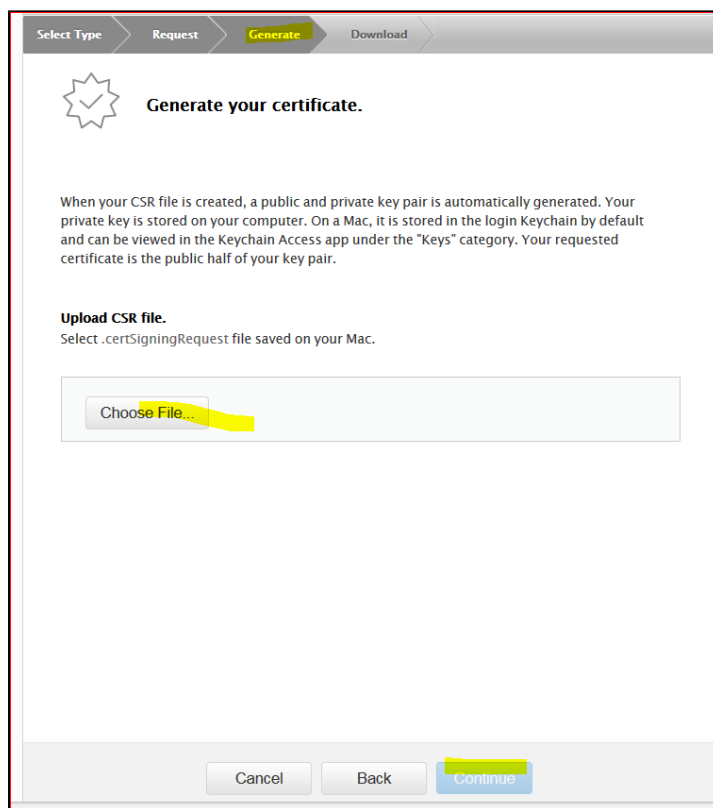 Select Type Request Generate Download
Generate your certificate.
When your CSR file is created, a public and private key pair is automatically generated. Your
private key is stored on your computer. On a Mac, it is stored in the login Keychain by default
and can be viewed in the Keychain Access app under the "Keys" category. Your requested
certificate is the public half of your key pair.
Upload CSR file.
Select .certSigningRequest file saved on your Mac.
Choose File...
Cancel Back Continue